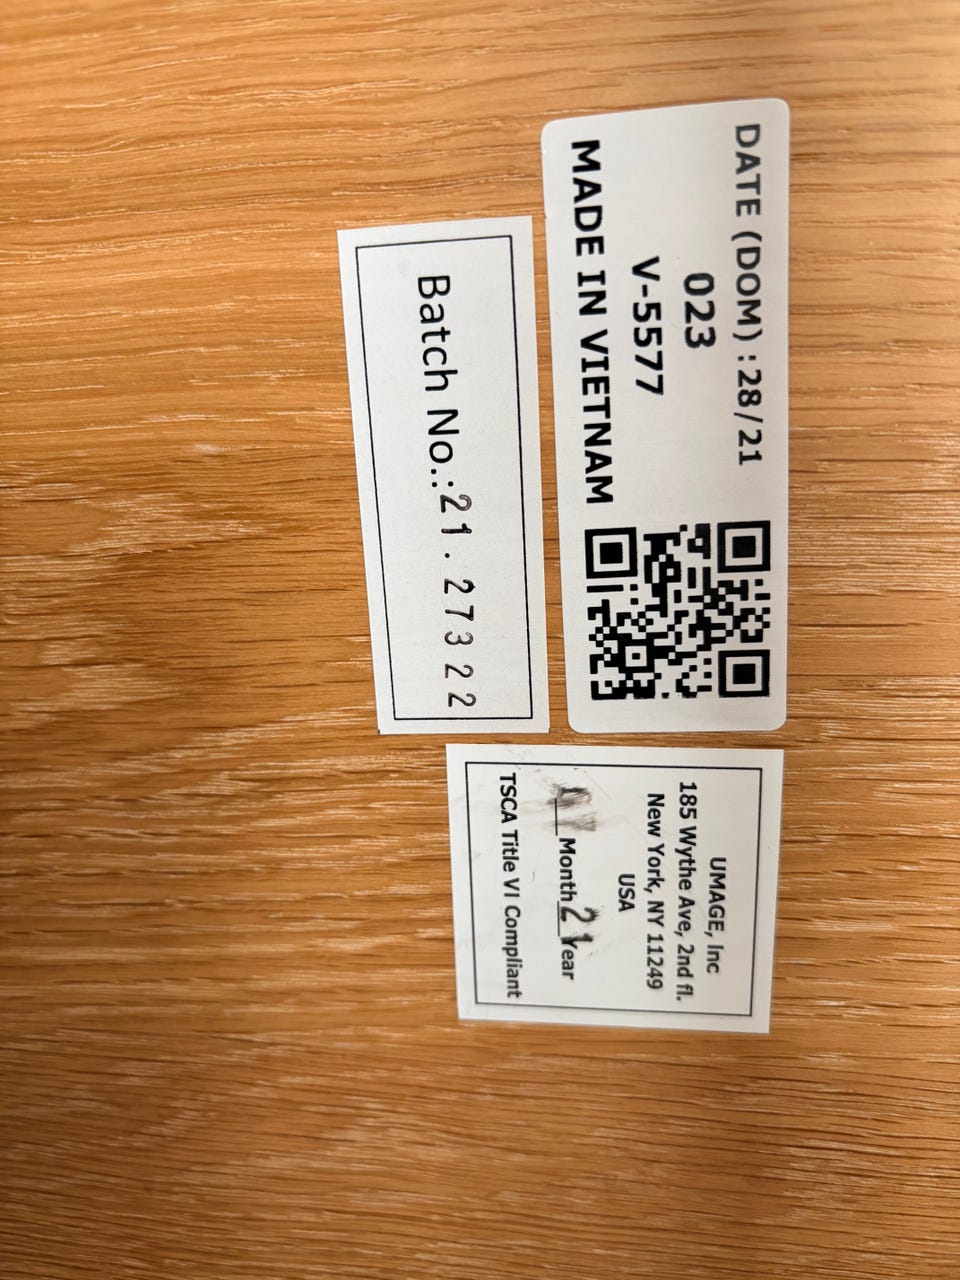 DATE (DOM) : 28/21
023
V-5577
MADE IN VIETNAM
Batch No.: 21.27322
UMAGE, Inc
185 Wythe Ave, 2nd fl.
New York, NY 11249
USA
Month 21 Year
TSCA Title VI Compliant